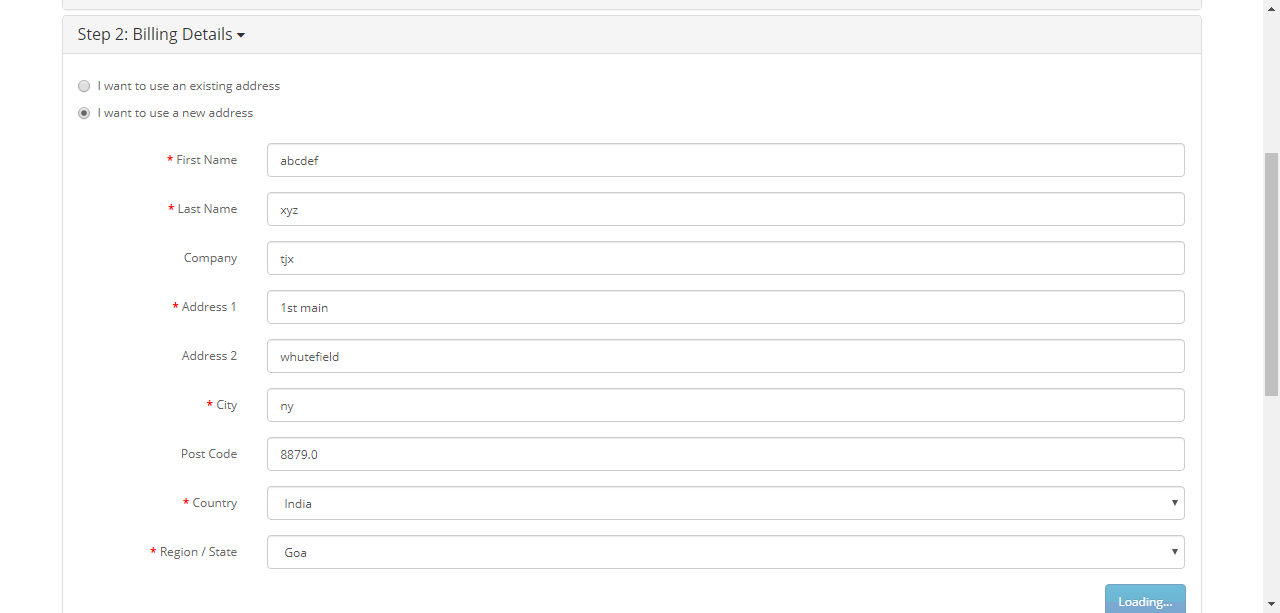 Step 2: Billing Details
I want to use an existing address
I want to use a new address
* First Name abcdef
* Last Name xyz
Company tjx
* Address 1 1st main
Address 2 whutefield
* City ny
Post Code 8879.0
* Country India
* Region / State Goa
Loading...